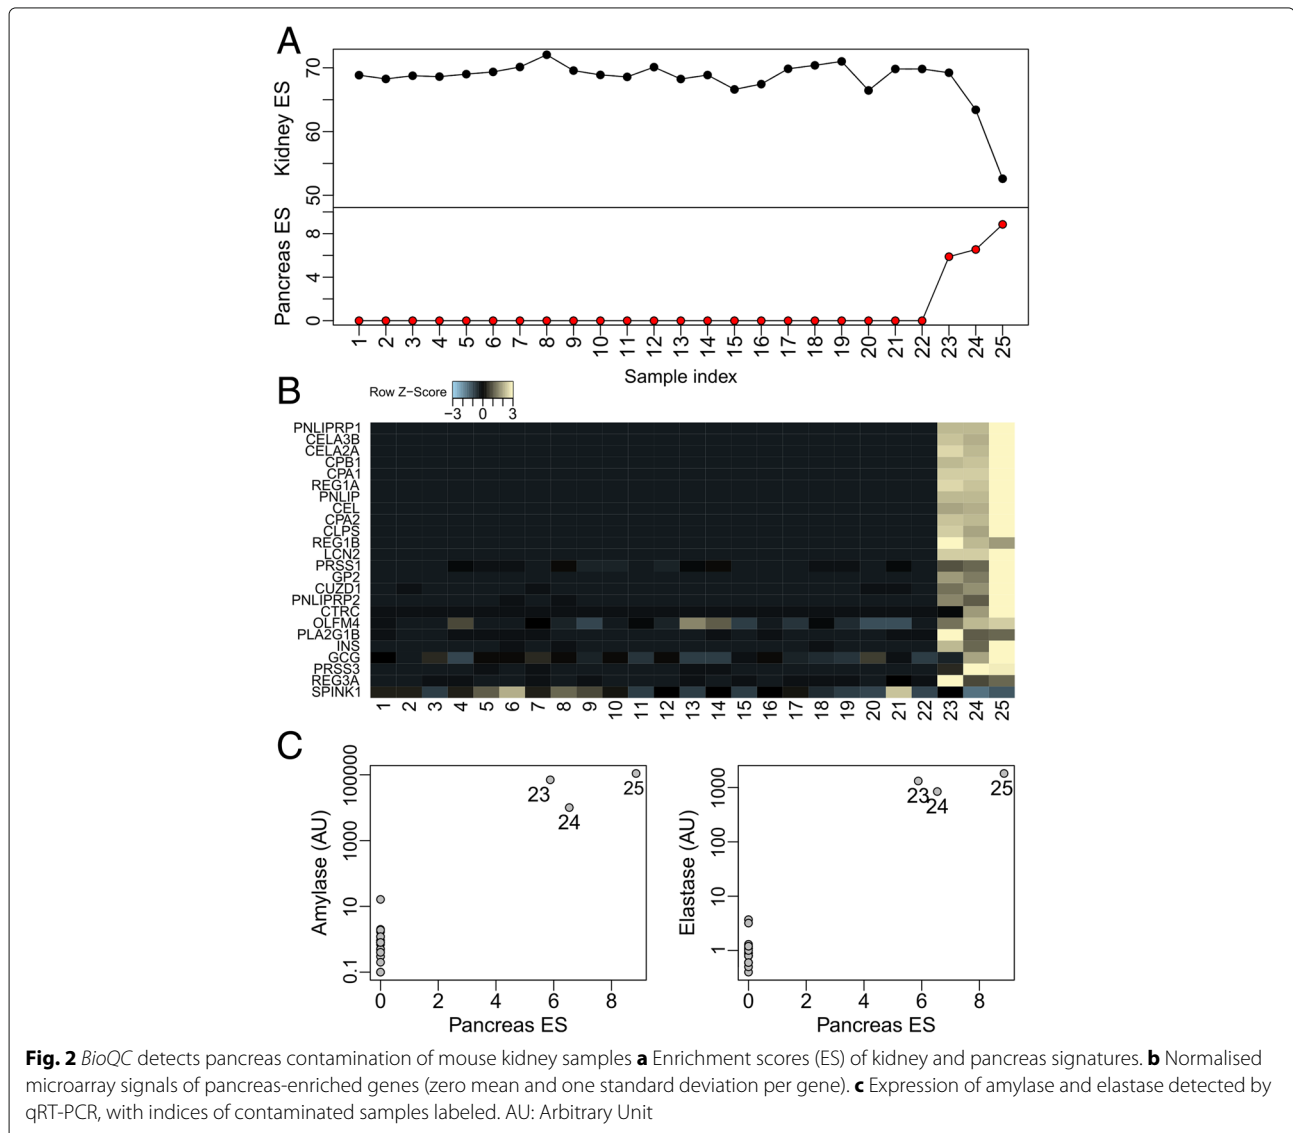 A
Kidney ES
70
60
50
Pancreas ES
8
4
0
1 2 3 4 5 6 7 8 9 10 11 12 13 14 15 16 17 18 19 20 21 22 23 24 25
Sample index
B
Row Z−Score
−3 0 3
PNLIPRP1
CELA3B
CELA2A
CPB1
CPA1
REG1A
PNLIP
CEL
CPA2
CLPS
REG1B
LCN2
PRSS1
GP2
CUZD1
PNLIPRP2
CTRC
OLFM4
PLA2G1B
INS
GCG
PRSS3
REG3A
SPINK1
1 2 3 4 5 6 7 8 9 10 11 12 13 14 15 16 17 18 19 20 21 22 23 24 25
C
Amylase (AU)
100000
1000
10
0.1
23
24
25
0 2 4 6 8
Pancreas ES
Elastase (AU)
1000
100
10
1
23
24
25
0 2 4 6 8
Pancreas ES
Fig. 2 BioQC detects pancreas contamination of mouse kidney samples a Enrichment scores (ES) of kidney and pancreas signatures. b Normalised
microarray signals of pancreas-enriched genes (zero mean and one standard deviation per gene). c Expression of amylase and elastase detected by
qRT-PCR, with indices of contaminated samples labeled. AU: Arbitrary Unit